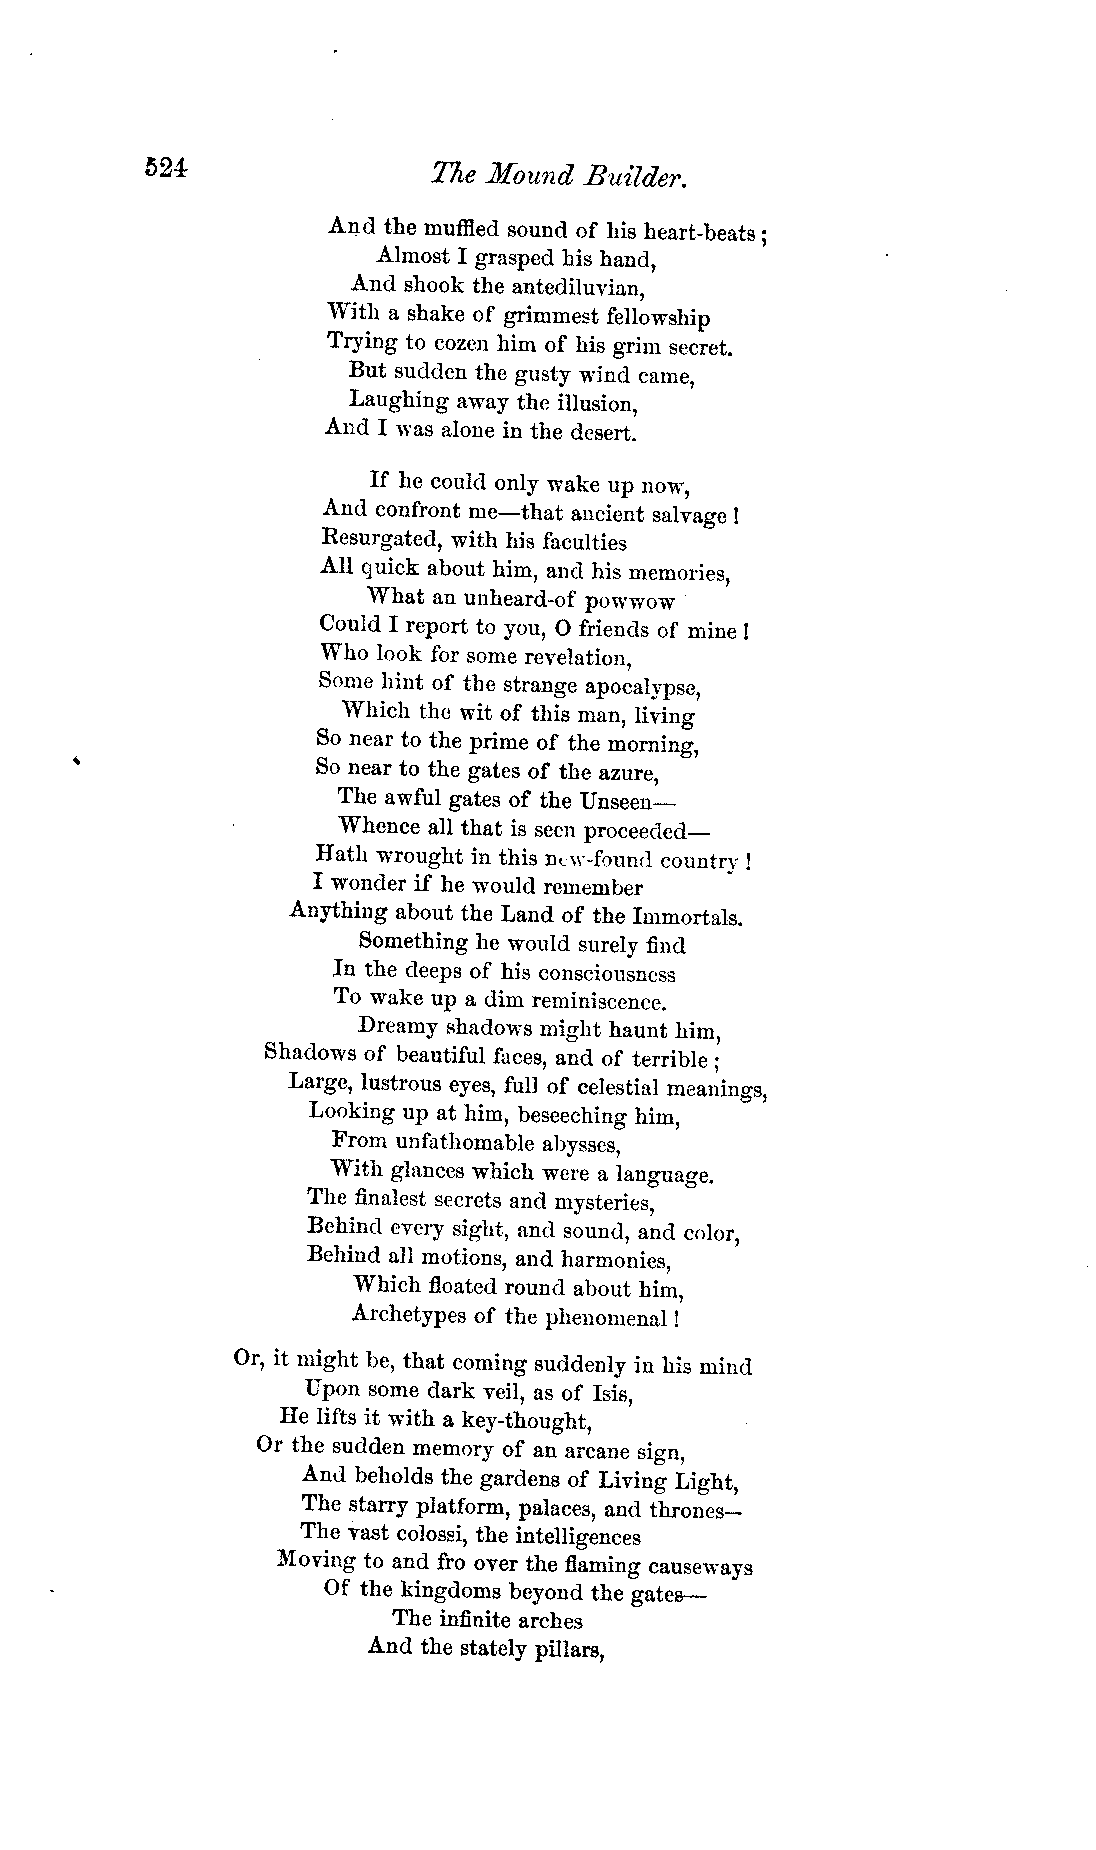 524
The Mound Builder.
And the muffled sound of his heart-beats;
Almost I grasped his hand,
And shook the antediluvian,
With a shake of grimmest fellowship
Trying to cozen him of his grim secret.
But sudden the gusty wind came,
Laughing away the illusion,
And I was alone in the desert.
If he could only wake up now,
And confront me—that ancient salvage!
Resurgated, with his faculties
All quick about him, and his memories,
What an unheard-of powwow
Could I report to you, O friends of mine!
Who look for some revelation,
Some hint of the strange apocalypse,
Which the wit of this man, living
So near to the prime of the morning,
So near to the gates of the azure,
The awful gates of the Unseen—
Whence all that is seen proceeded—
Hath wrought in this new-found country!
I wonder if he would remember
Anything about the Land of the Immortals.
Something he would surely find
In the deeps of his consciousness
To wake up a dim reminiscence.
Dreamy shadows might haunt him,
Shadows of beautiful faces, and of terrible;
Large, lustrous eyes, full of celestial meanings,
Looking up at him, beseeching him,
From unfathomable abysses,
With glances which were a language.
The finalest secrets and mysteries,
Behind every sight, and sound, and color,
Behind all motions, and harmonies,
Which floated round about him,
Archetypes of the phenomenal!
Or, it might be, that coming suddenly in his mind
Upon some dark veil, as of Isis,
He lifts it with a key-thought,
Or the sudden memory of an arcane sign,
And beholds the gardens of Living Light,
The starry platform, palaces, and thrones—
The vast colossi, the intelligences
Moving to and fro over the flaming causeways
Of the kingdoms beyond the gates—
The infinite arches
And the stately pillars,